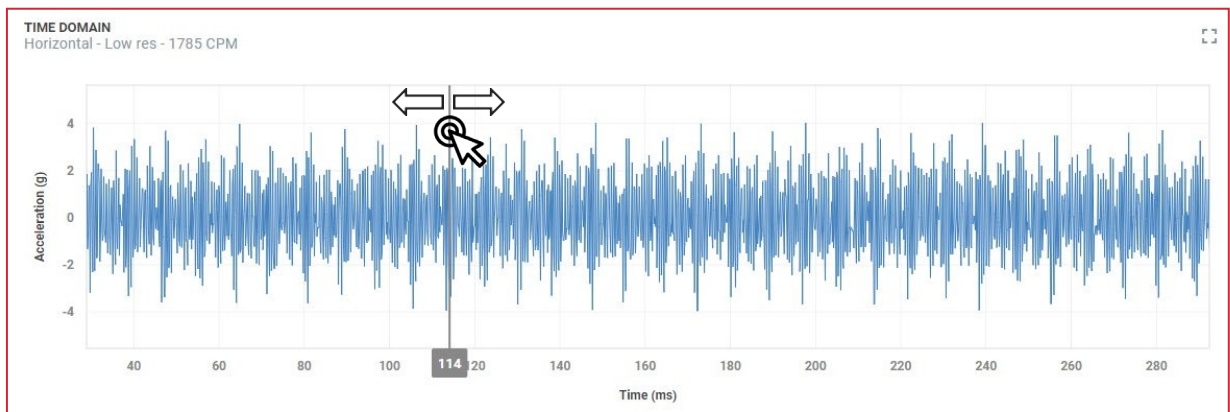 TIME DOMAIN
Horizontal - Low res - 1785 CPM
Acceleration (g)
4
2
0
-2
-4
40 60 80 100 114 120 140 160 180 200 220 240 260 280
Time (ms)